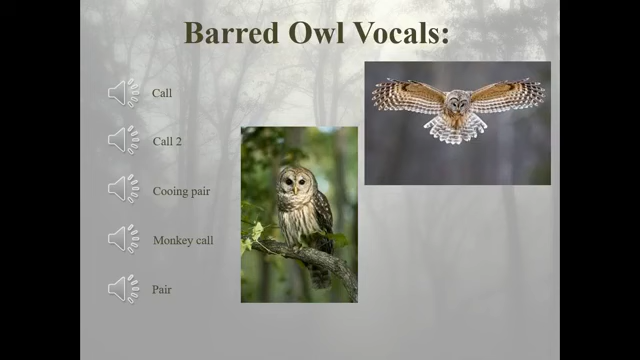 Barred Owl Vocals:
Call
Call 2
Cooing pair
Monkey call
Pair